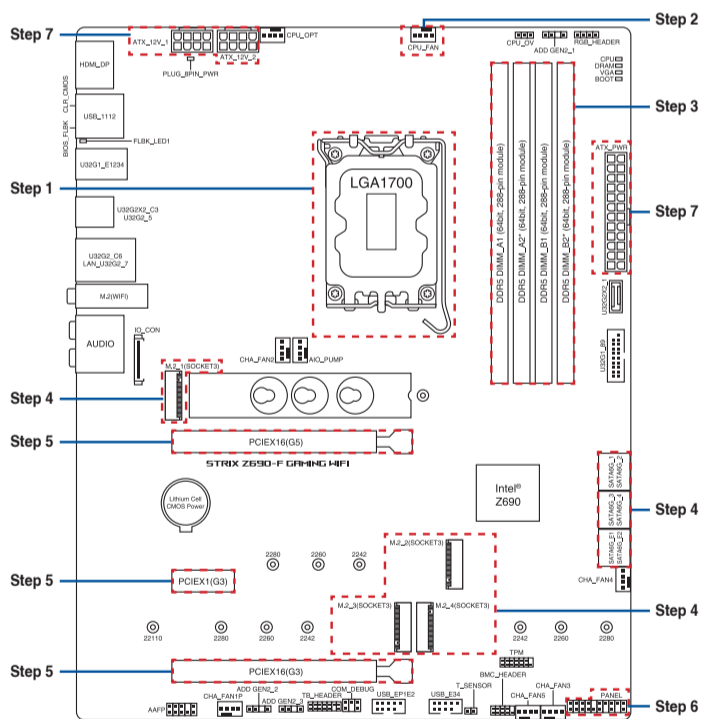 Step 7
ATX_12V_1
ATX_12V_2
CPU_OPT
CPU_FAN
Step 2
CPU_OV
ADD GEN2_1
RGB_HEADER
HDMI_DP
PLUG_8PIN_PWR
CPU
DRAM
VGA
BOOT
CLR_CMOS
USB_1112
Step 3
BIOS_FLBK
FLBK_LED1
ATX_PWR
U32G1_E1234
Step 1
LGA1700
DDR5 DIMM_A1 (64bit, 288-pin module)
DDR5 DIMM_A2* (64bit, 288-pin module)
DDR5 DIMM_B1 (64bit, 288-pin module)
DDR5 DIMM_B2* (64bit, 288-pin module)
Step 7
U32G2X2_C3
U32G2_5
U32G2_C6
LAN_U32G2_7
M.2(WIFI)
U32G2X2_1
AUDIO
IO_CON
CHA_FAN2
AIO_PUMP
U32G1_E9
M.2_1(SOCKET3)
Step 4
Step 5
PCIEX16(G5)
STRIX Z690-F GAMING WIFI
SATA6G_1
SATA6G_2
Lithium Cell
CMOS Power
Intel®
Z690
SATA6G_3
SATA6G_4
Step 4
SATA6G_E1
SATA6G_E2
M.2_2(SOCKET3)
2280
2260
2242
CHA_FAN4
Step 5
PCIEX1(G3)
M.2_3(SOCKET3)
M.2_4(SOCKET3)
Step 4
22110
2280
2260
2242
2242
2260
2280
TPM
Step 5
PCIEX16(G3)
BMC_HEADER
T_SENSOR
PANEL
AAFP
CHA_FAN1P
ADD GEN2_2
ADD GEN2_3
TB_HEADER
COM_DEBUG
USB_EP1E2
USB_E34
CHA_FAN5
CHA_FAN3
Step 6